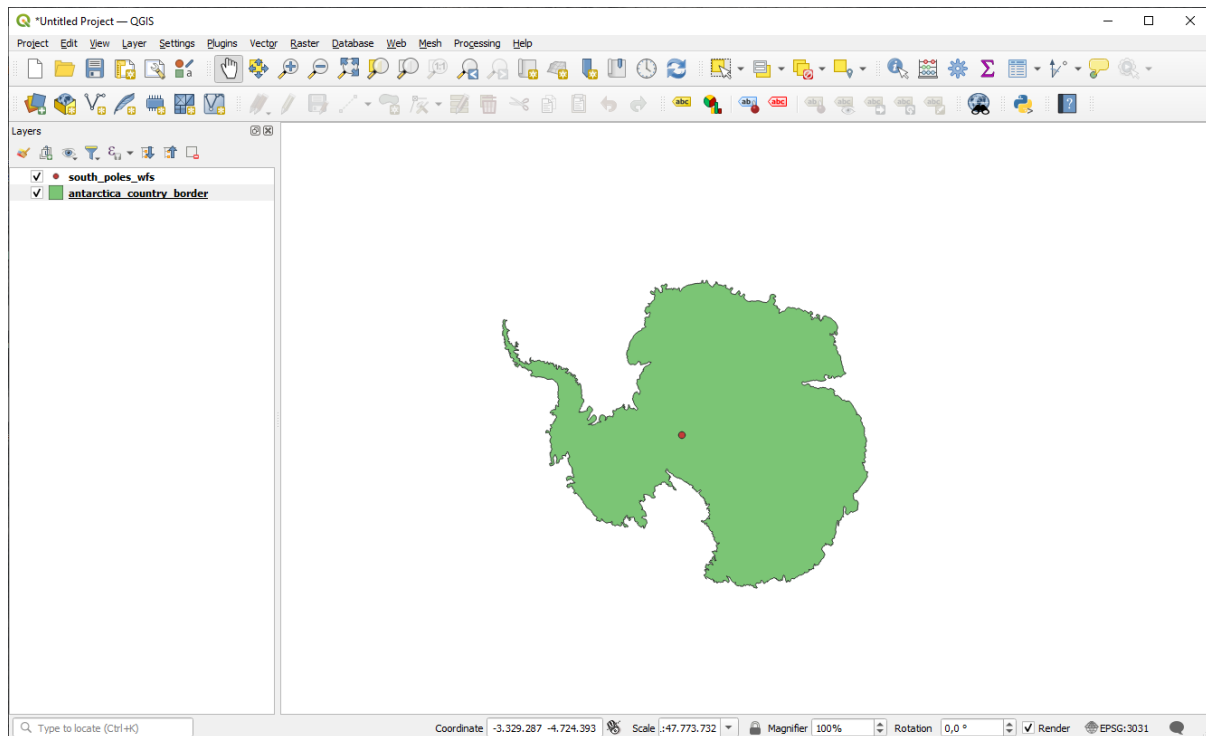 *Untitled Project — QGIS
Project Edit View Layer Settings Plugins Vector Raster Database Web Mesh Processing Help
abc abc abc
Layers
south_poles_wfs
antarctica_country_border
Type to locate (Ctrl+K) Coordinate -3.329.287 -4.724.393 Scale .:47.773.732 Magnifier 100% Rotation 0,0 ° Render EPSG:3031